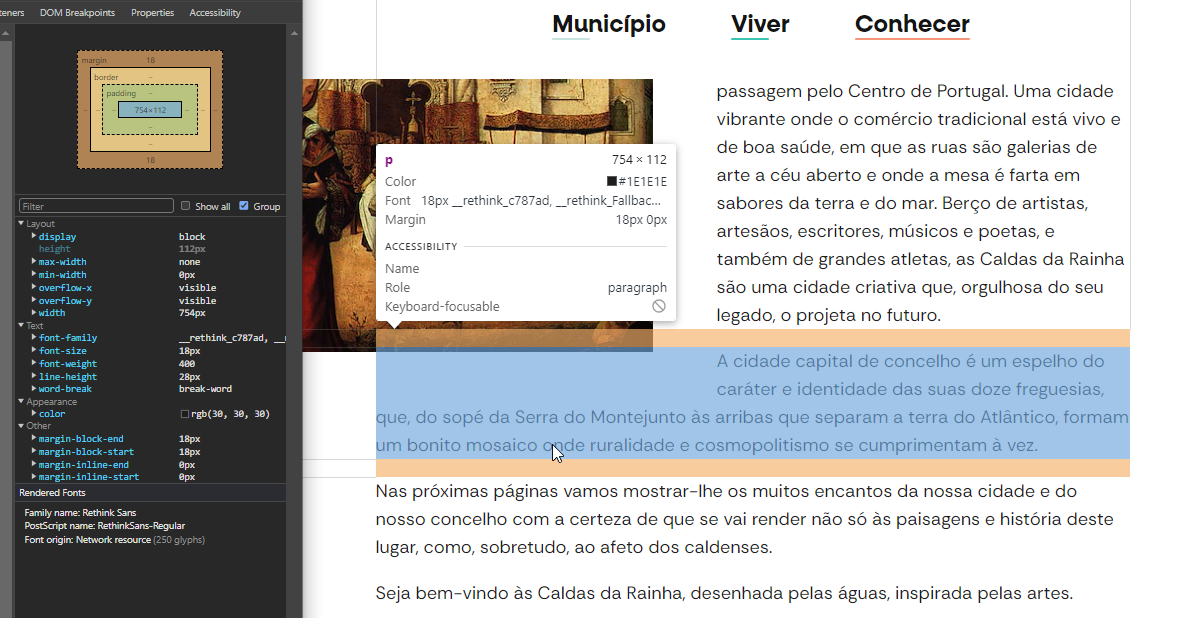 teners DOM Breakpoints Properties Accessibility
margin 18
border –
padding –
– – – 754×112 – – –
–
–
18
Filter Show all Group
Layout
display block
height 112px
max-width none
min-width 0px
overflow-x visible
overflow-y visible
width 754px
Text
font-family __rethink_c787ad, __r
font-size 18px
font-weight 400
line-height 28px
word-break break-word
Appearance
color rgb(30, 30, 30)
Other
margin-block-end 18px
margin-block-start 18px
margin-inline-end 0px
margin-inline-start 0px
Rendered Fonts
Family name: Rethink Sans
PostScript name: RethinkSans-Regular
Font origin: Network resource (250 glyphs)
Município Viver Conhecer
passagem pelo Centro de Portugal. Uma cidade
vibrante onde o comércio tradicional está vivo e
de boa saúde, em que as ruas são galerias de
arte a céu aberto e onde a mesa é farta em
sabores da terra e do mar. Berço de artistas,
artesãos, escritores, músicos e poetas, e
também de grandes atletas, as Caldas da Rainha
são uma cidade criativa que, orgulhosa do seu
legado, o projeta no futuro.
p 754 × 112
Color #1E1E1E
Font 18px __rethink_c787ad, __rethink_Fallbac...
Margin 18px 0px
ACCESSIBILITY
Name
Role paragraph
Keyboard-focusable
A cidade capital de concelho é um espelho do
caráter e identidade das suas doze freguesias,
que, do sopé da Serra do Montejunto às arribas que separam a terra do Atlântico, formam
um bonito mosaico onde ruralidade e cosmopolitismo se cumprimentam à vez.
Nas próximas páginas vamos mostrar-lhe os muitos encantos da nossa cidade e do
nosso concelho com a certeza de que se vai render não só às paisagens e história deste
lugar, como, sobretudo, ao afeto dos caldenses.
Seja bem-vindo às Caldas da Rainha, desenhada pelas águas, inspirada pelas artes.